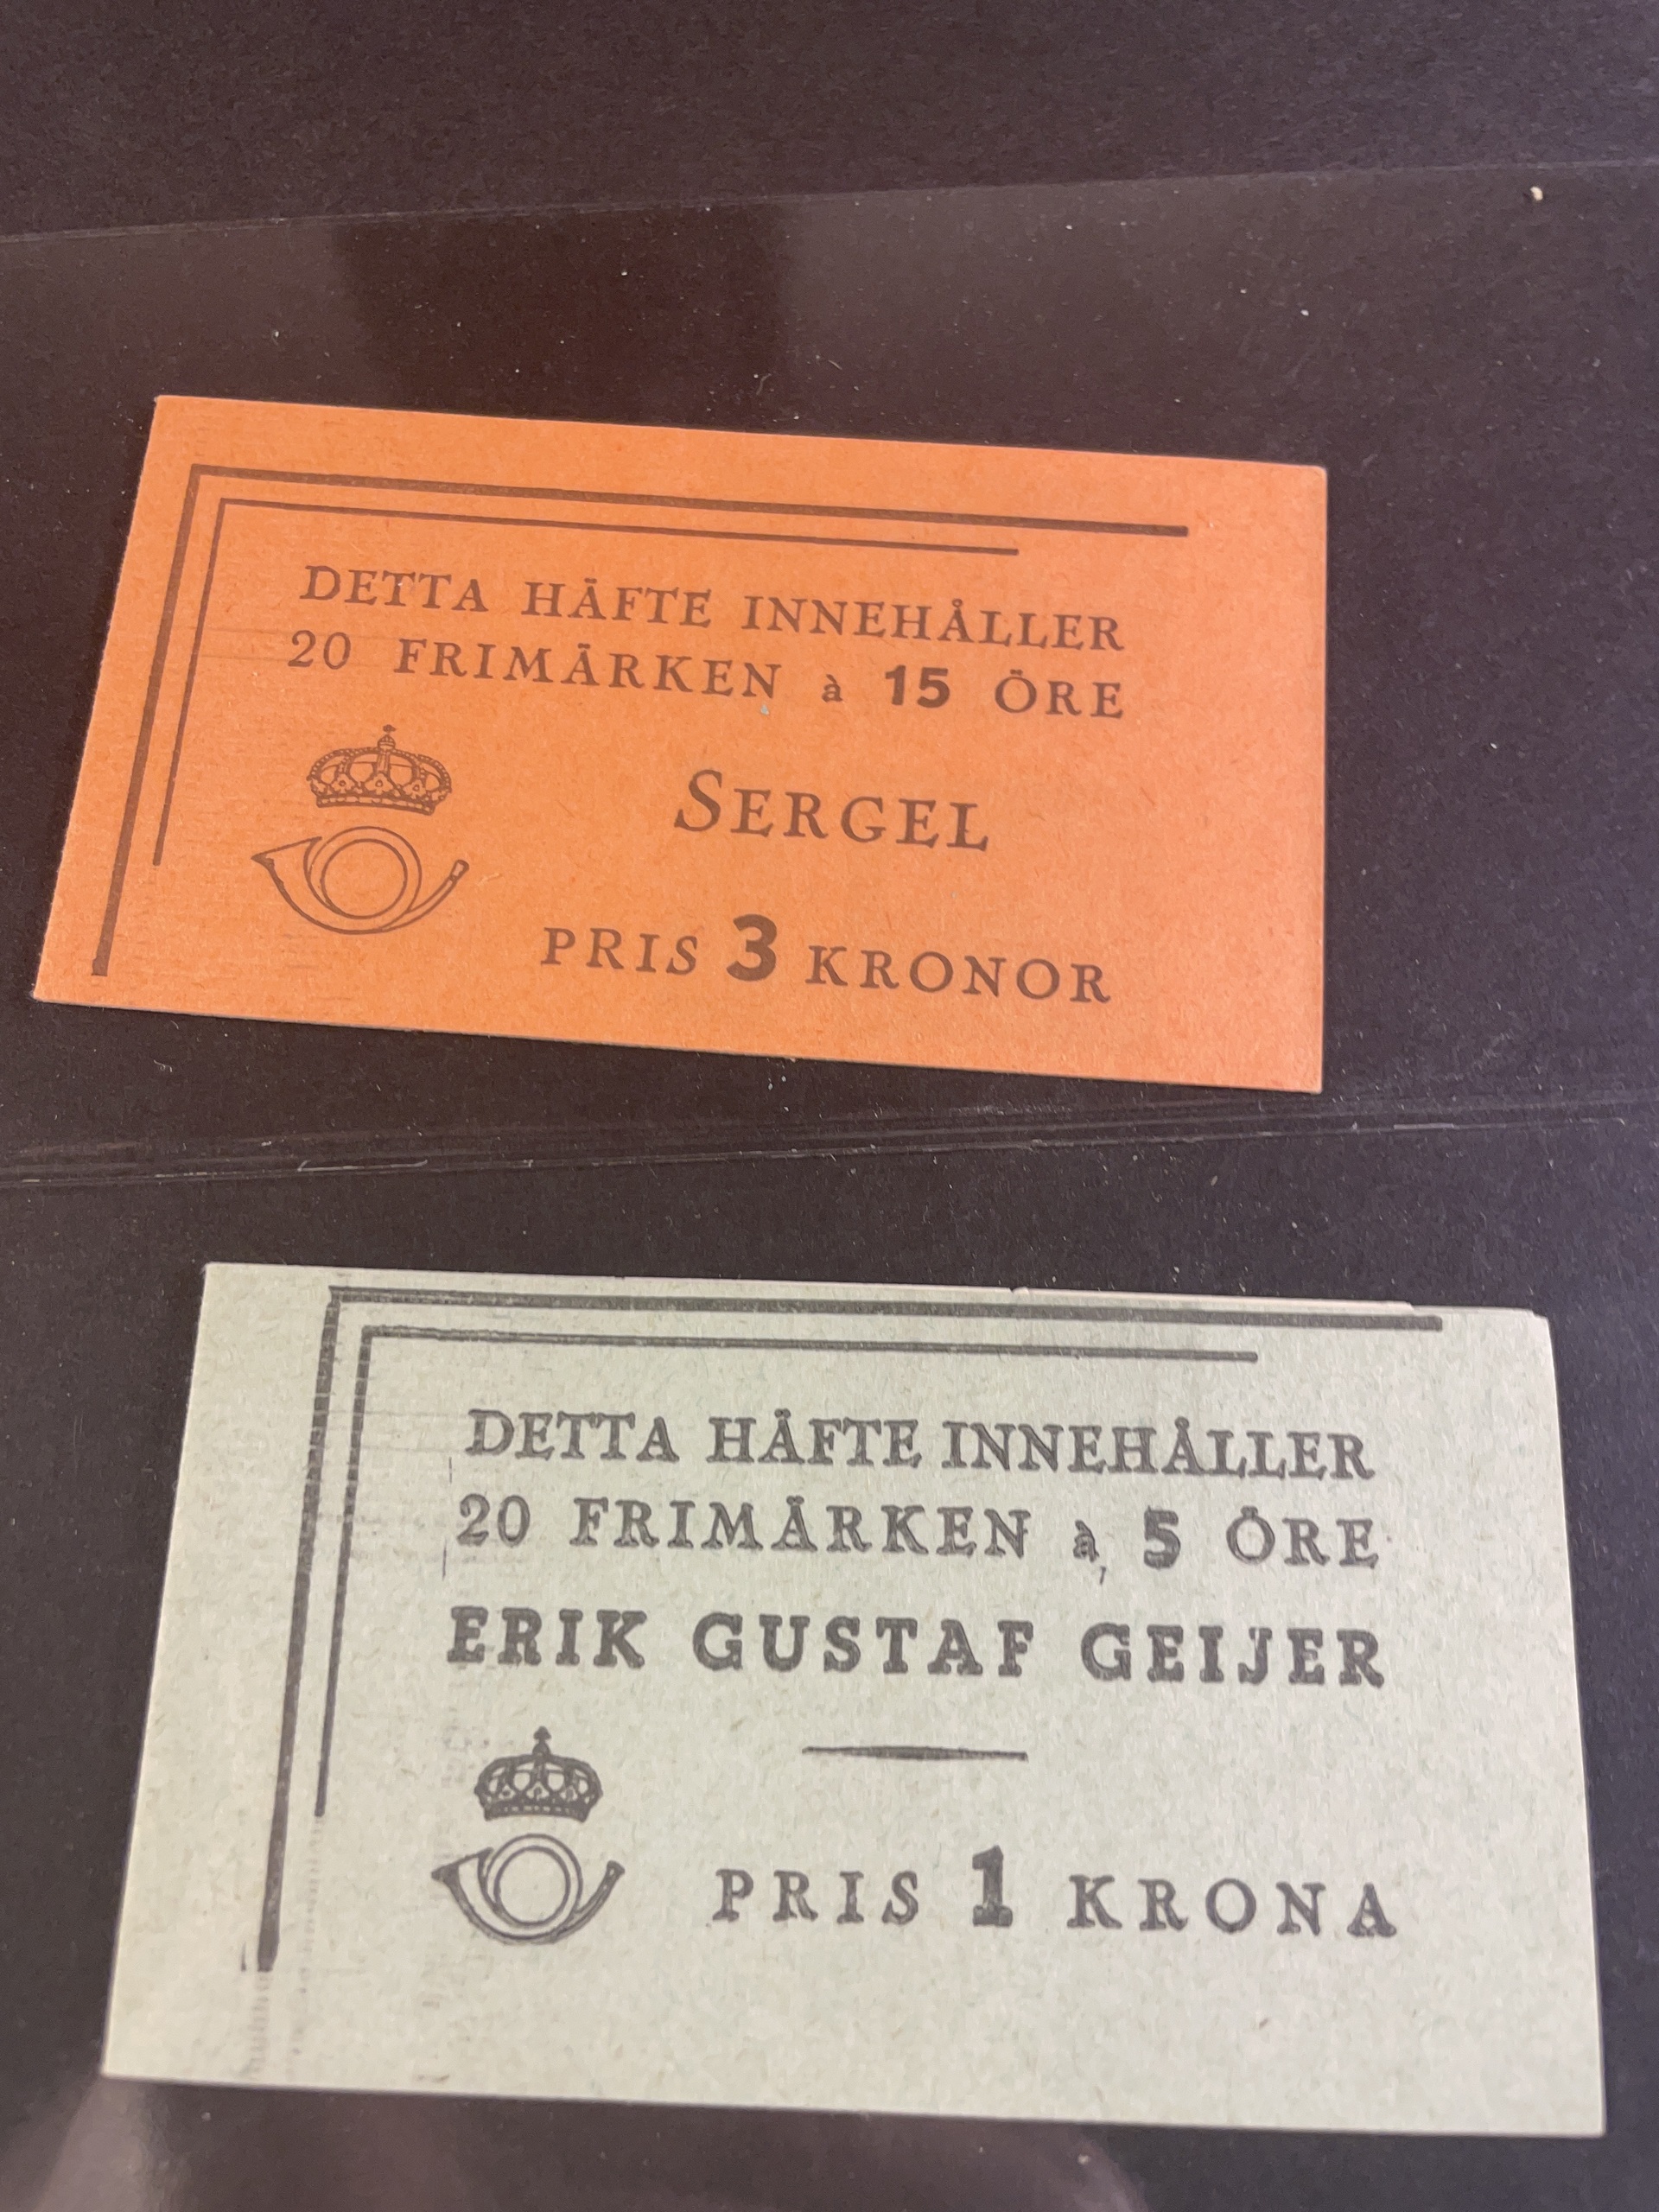 DETTA HÄFTE INNEHÅLLER
20 FRIMÄRKEN à 15 ÖRE
SERGEL
PRIS 3 KRONOR
DETTA HÄFTE INNEHÅLLER
20 FRIMÄRKEN à 5 ÖRE
ERIK GUSTAF GEIJER
PRIS 1 KRONA